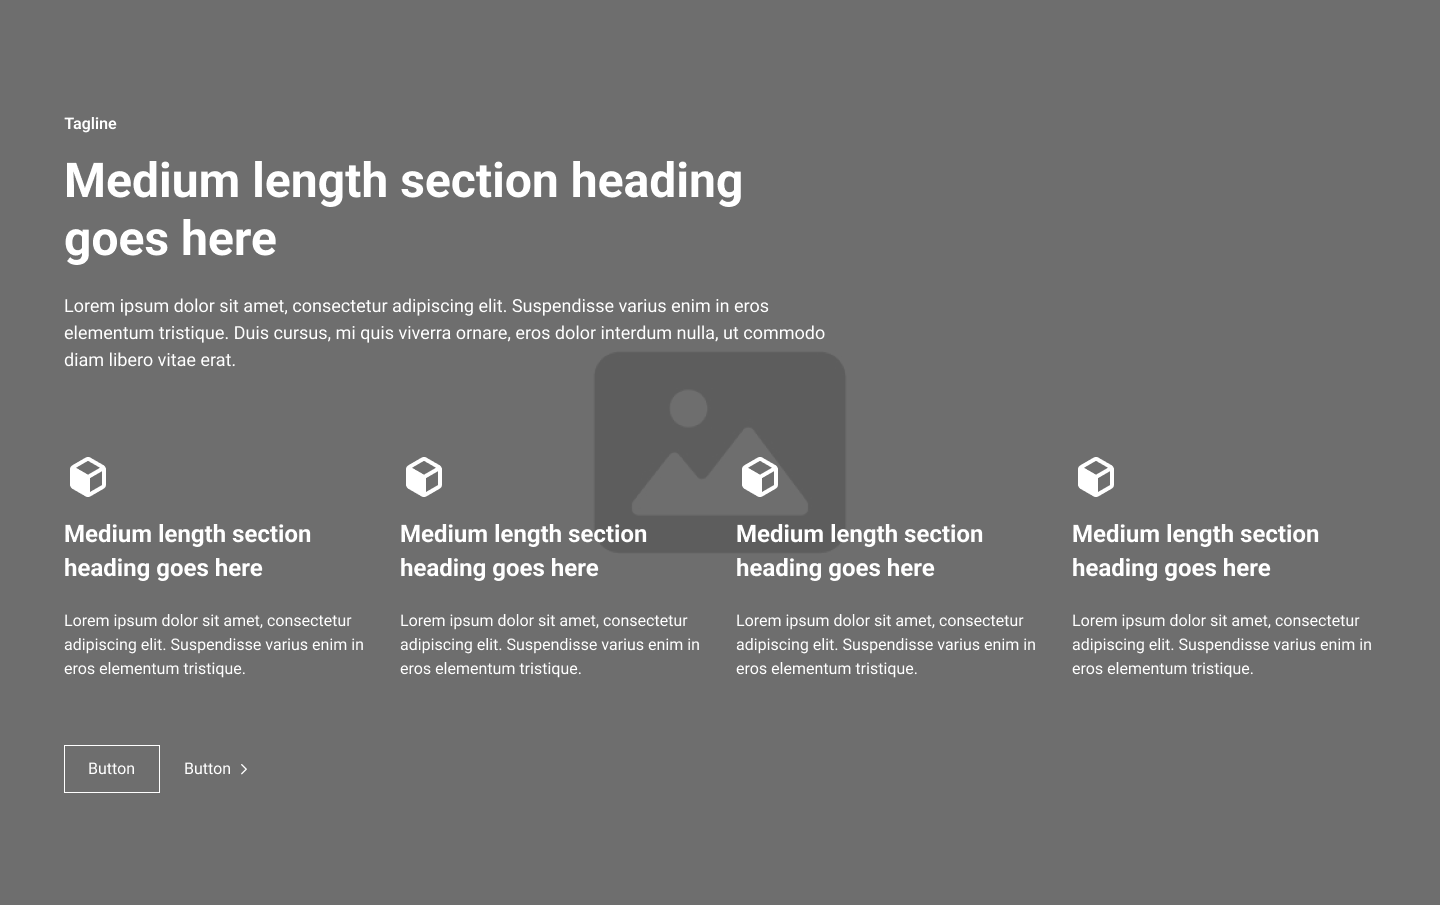 Tagline
Medium length section heading
goes here
Lorem ipsum dolor sit amet, consectetur adipiscing elit. Suspendisse varius enim in eros
elementum tristique. Duis cursus, mi quis viverra ornare, eros dolor interdum nulla, ut commodo
diam libero vitae erat.
Medium length section
heading goes here
Lorem ipsum dolor sit amet, consectetur
adipiscing elit. Suspendisse varius enim in
eros elementum tristique.
Medium length section
heading goes here
Lorem ipsum dolor sit amet, consectetur
adipiscing elit. Suspendisse varius enim in
eros elementum tristique.
Medium length section
heading goes here
Lorem ipsum dolor sit amet, consectetur
adipiscing elit. Suspendisse varius enim in
eros elementum tristique.
Medium length section
heading goes here
Lorem ipsum dolor sit amet, consectetur
adipiscing elit. Suspendisse varius enim in
eros elementum tristique.
Button
Button